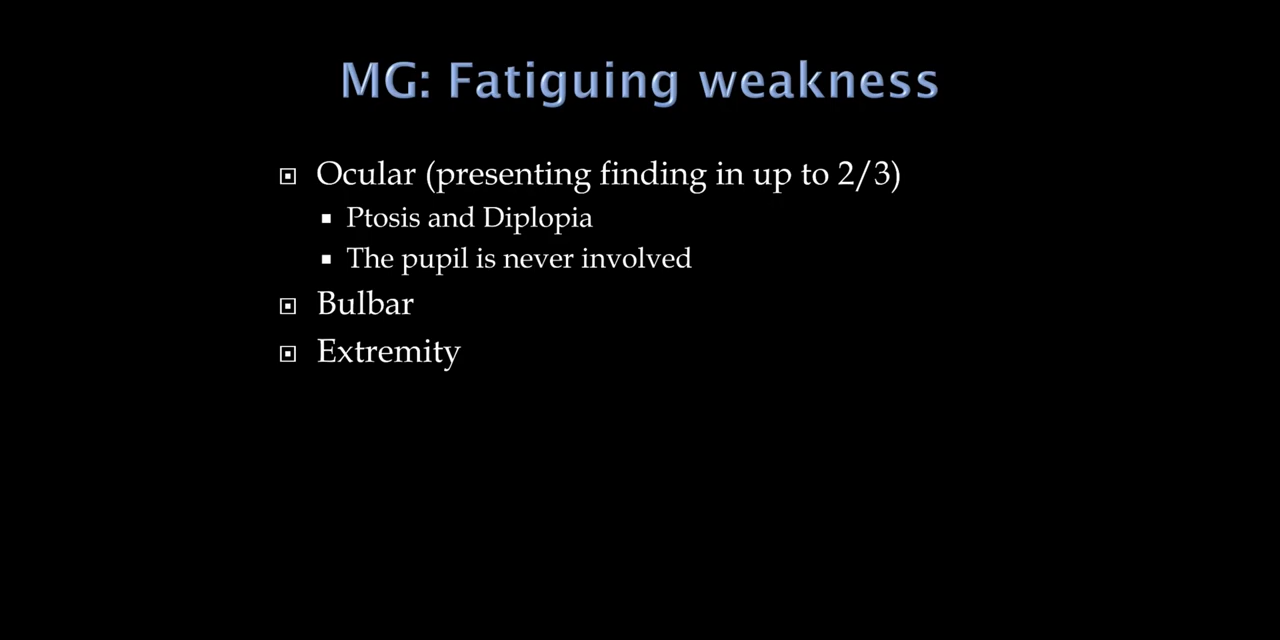 MG: Fatiguing weakness
Ocular (presenting finding in up to 2/3)
Ptosis and Diplopia
The pupil is never involved
Bulbar
Extremity